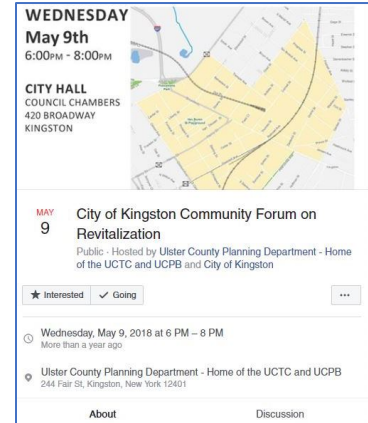 WEDNESDAY
May 9th
6:00PM - 8:00PM
CITY HALL
COUNCIL CHAMBERS
420 BROADWAY
KINGSTON
MAY
9
City of Kingston Community Forum on
Revitalization
Public · Hosted by Ulster County Planning Department - Home
of the UCTC and UCPB and City of Kingston
Interested
Going
...
Wednesday, May 9, 2018 at 6 PM – 8 PM
More than a year ago
Ulster County Planning Department - Home of the UCTC and UCPB
244 Fair St, Kingston, New York 12401
About
Discussion